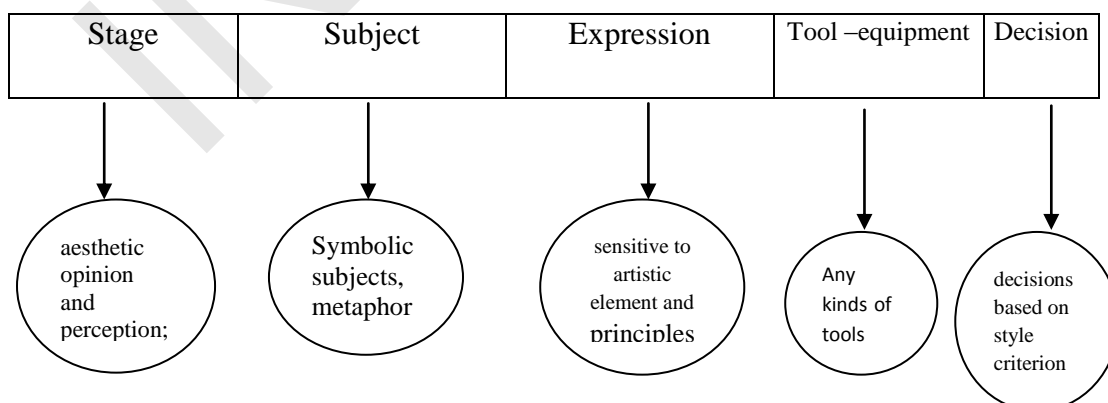 Stage Subject Expression Tool –equipment Decision
aesthetic
opinion
and
perception;
Symbolic
subjects,
metaphor
sensitive to
artistic
element and
principles
Any
kinds of
tools
decisions
based on
style
criterion